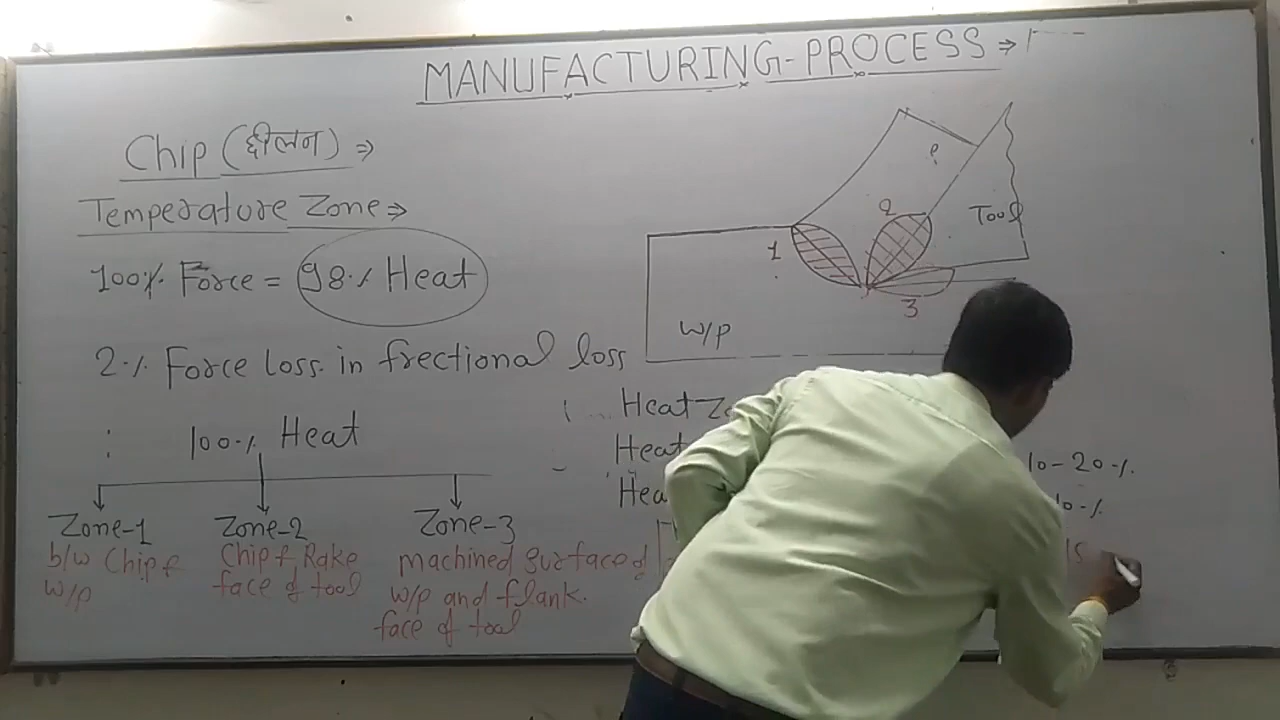 MANUFACTURING-PROCESS ⇒
Chip (छीलन) ⇒
Temperature Zone ⇒
100% Force = 98% Heat
2% Force Loss in frectional loss
100% Heat
Zone-1
Zone-2
Zone-3
b/w Chip &
W/p
Chip & Rake
face of tool
machined surface of
W/p and flank.
face of tool
1
2
3
Tool
W/p
Heat
Heat
10-20%